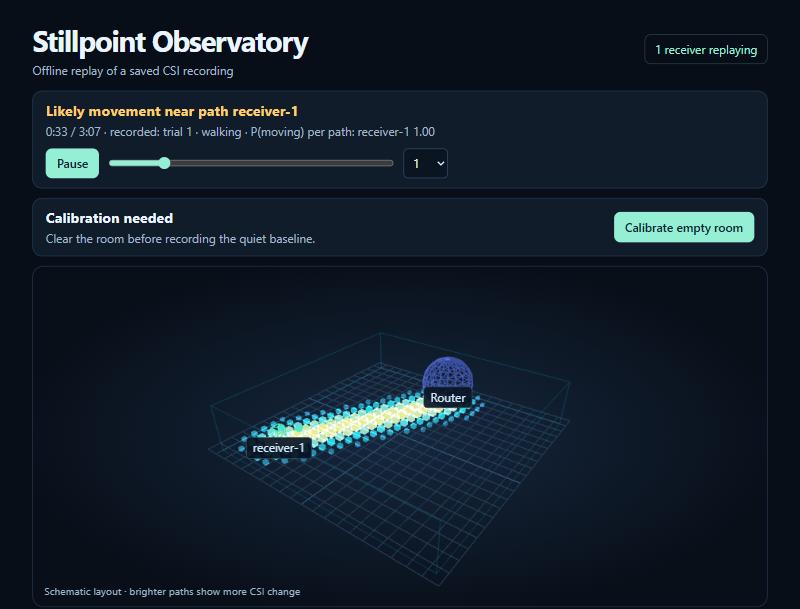 Stillpoint Observatory
Offline replay of a saved CSI recording
1 receiver replaying
Likely movement near path receiver-1
0:33 / 3:07 · recorded: trial 1 · walking · P(moving) per path: receiver-1 1.00
Pause
1
Calibration needed
Clear the room before recording the quiet baseline.
Calibrate empty room
Router
receiver-1
Schematic layout · brighter paths show more CSI change